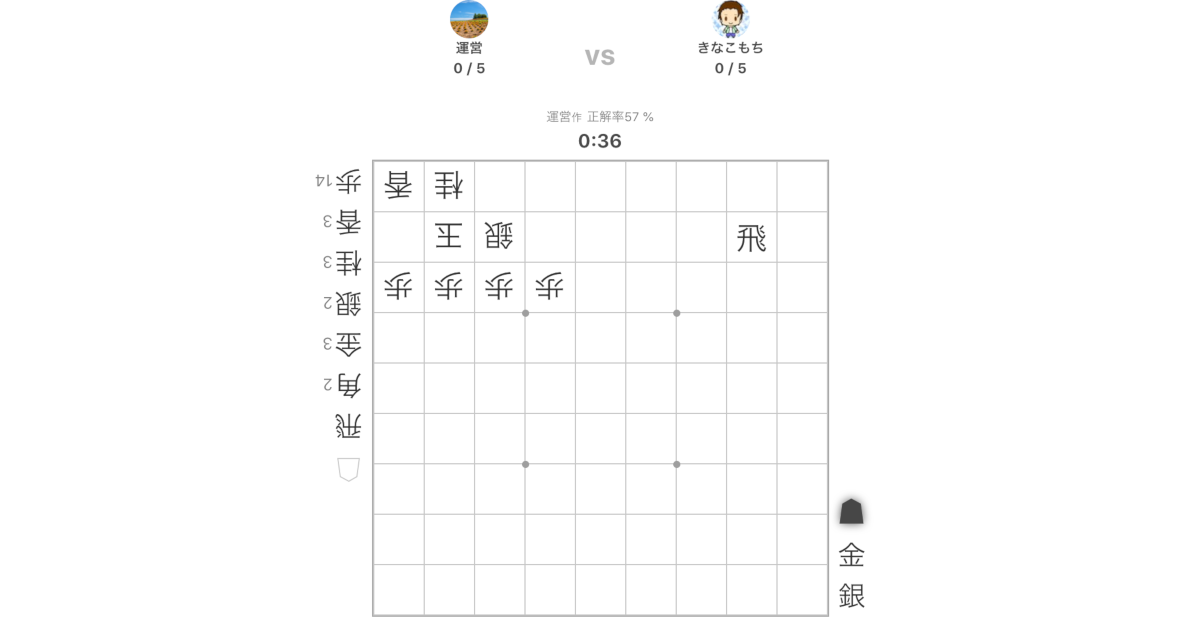 運営
0 / 5
vs
きなこもち
0 / 5
運営作 正解率57 %
0:36
歩14
香3
桂3
銀2
金3
角2
飛
香桂
王銀飛
歩歩歩歩
金
銀